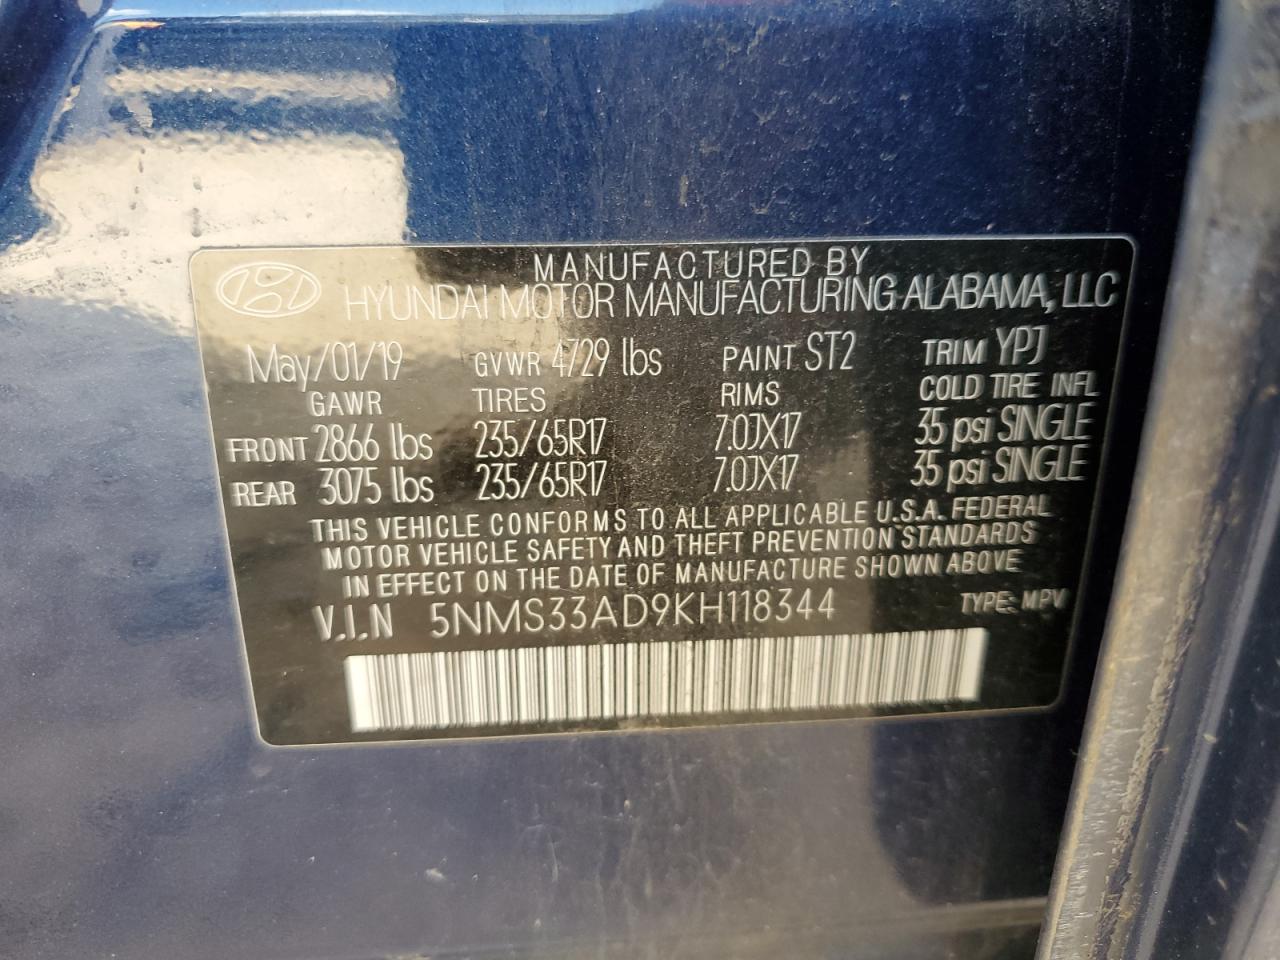 MANUFACTURED BY
HYUNDAI MOTOR MANUFACTURING ALABAMA, LLC
May/01/19 GVWR 4729 lbs PAINT ST2 TRIM YPJ
GAWR TIRES RIMS COLD TIRE INFL
FRONT 2866 lbs 235/65R17 7.0JX17 35 psi SINGLE
REAR 3075 lbs 235/65R17 7.0JX17 35 psi SINGLE
THIS VEHICLE CONFORMS TO ALL APPLICABLE U.S.A. FEDERAL
MOTOR VEHICLE SAFETY AND THEFT PREVENTION STANDARDS
IN EFFECT ON THE DATE OF MANUFACTURE SHOWN ABOVE
V.I.N 5NMS33AD9KH118344 TYPE: MPV